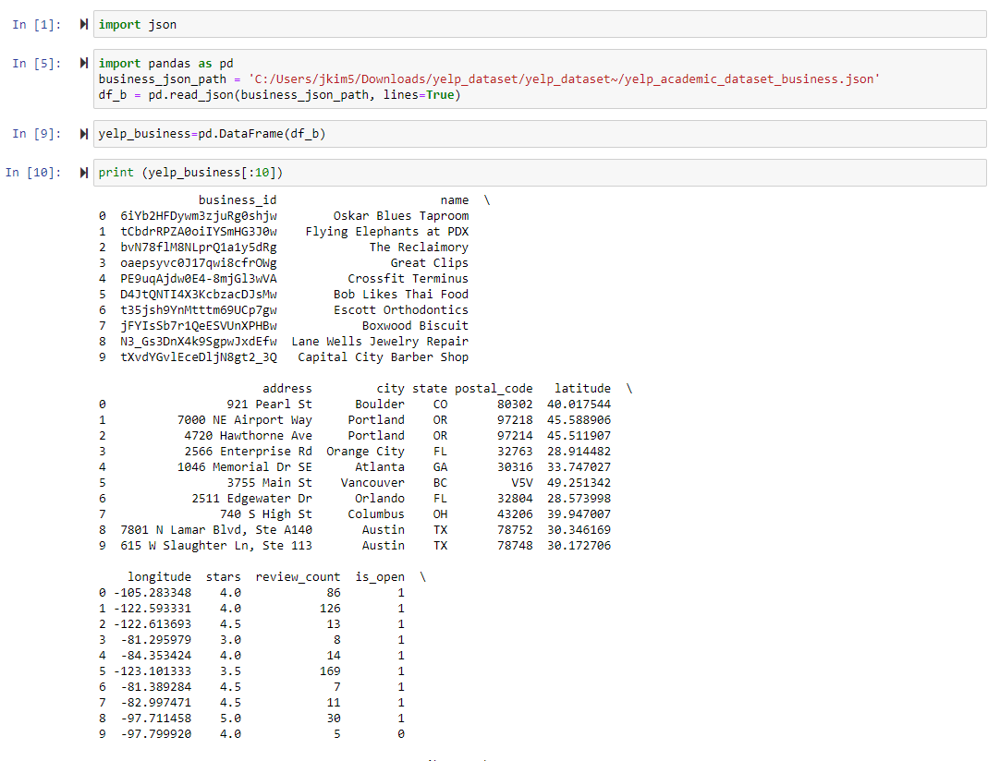 In [1]: import json
In [5]: import pandas as pd
business_json_path = 'C:/Users/jkim5/Downloads/yelp_dataset/yelp_dataset~/yelp_academic_dataset_business.json'
df_b = pd.read_json(business_json_path, lines=True)
In [9]: yelp_business=pd.DataFrame(df_b)
In [10]: print (yelp_business[:10])
business_id name \
0 6iYb2HFDywm3zjuRg0shjw Oskar Blues Taproom
1 tCbdrRPZA0oiIYSmHG3J0w Flying Elephants at PDX
2 bvN78flM8NLprQ1a1y5dRg The Reclaimory
3 oaepsyvc0J17qwi8cfrOWg Great Clips
4 PE9uqAjdw0E4-8mjGl3wVA Crossfit Terminus
5 D4JtQNTI4X3KcbzacDJsMw Bob Likes Thai Food
6 t35jsh9YnMtttm69UCp7gw Escott Orthodontics
7 jFYIsSb7r1QeESVUnXPHBw Boxwood Biscuit
8 N3_Gs3DnX4k9SgpwJxdEfw Lane Wells Jewelry Repair
9 tXvdYGvlEceDljN8gt2_3Q Capital City Barber Shop
address city state postal_code latitude \
0 921 Pearl St Boulder CO 80302 40.017544
1 7000 NE Airport Way Portland OR 97218 45.588906
2 4720 Hawthorne Ave Portland OR 97214 45.511907
3 2566 Enterprise Rd Orange City FL 32763 28.914482
4 1046 Memorial Dr SE Atlanta GA 30316 33.747027
5 3755 Main St Vancouver BC V5V 49.251342
6 2511 Edgewater Dr Orlando FL 32804 28.573998
7 740 S High St Columbus OH 43206 39.947007
8 7801 N Lamar Blvd, Ste A140 Austin TX 78752 30.346169
9 615 W Slaughter Ln, Ste 113 Austin TX 78748 30.172706
longitude stars review_count is_open \
0 -105.283348 4.0 86 1
1 -122.593331 4.0 126 1
2 -122.613693 4.5 13 1
3 -81.295979 3.0 8 1
4 -84.353424 4.0 14 1
5 -123.101333 3.5 169 1
6 -81.389284 4.5 7 1
7 -82.997471 4.5 11 1
8 -97.711458 5.0 30 1
9 -97.799920 4.0 5 0